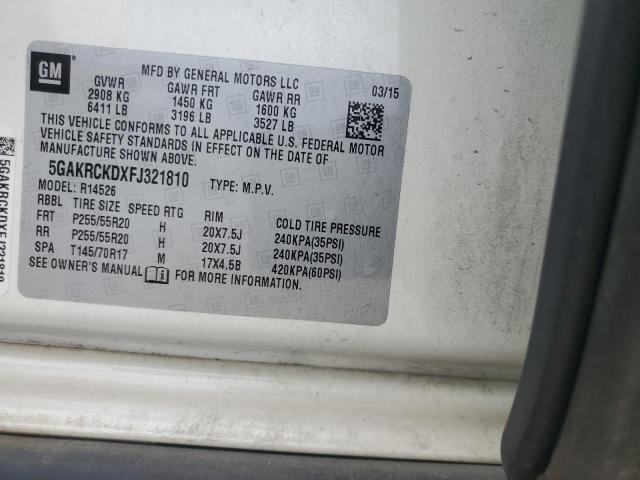 GM
MFD BY GENERAL MOTORS LLC
03/15
GVWR GAWR FRT GAWR RR
2908 KG 1450 KG 1600 KG
6411 LB 3196 LB 3527 LB
THIS VEHICLE CONFORMS TO ALL APPLICABLE U.S. FEDERAL MOTOR
VEHICLE SAFETY STANDARDS IN EFFECT ON THE DATE OF
MANUFACTURE SHOWN ABOVE.
5GAKRCKDXFJ321810 TYPE: M.P.V.
MODEL: R14526
RBBL TIRE SIZE SPEED RTG RIM COLD TIRE PRESSURE
FRT P255/55R20 H 20X7.5J 240KPA(35PSI)
RR P255/55R20 H 20X7.5J 240KPA(35PSI)
SPA T145/70R17 M 17X4.5B 420KPA(60PSI)
SEE OWNER'S MANUAL FOR MORE INFORMATION.
5GAKRCKDXFJ321810